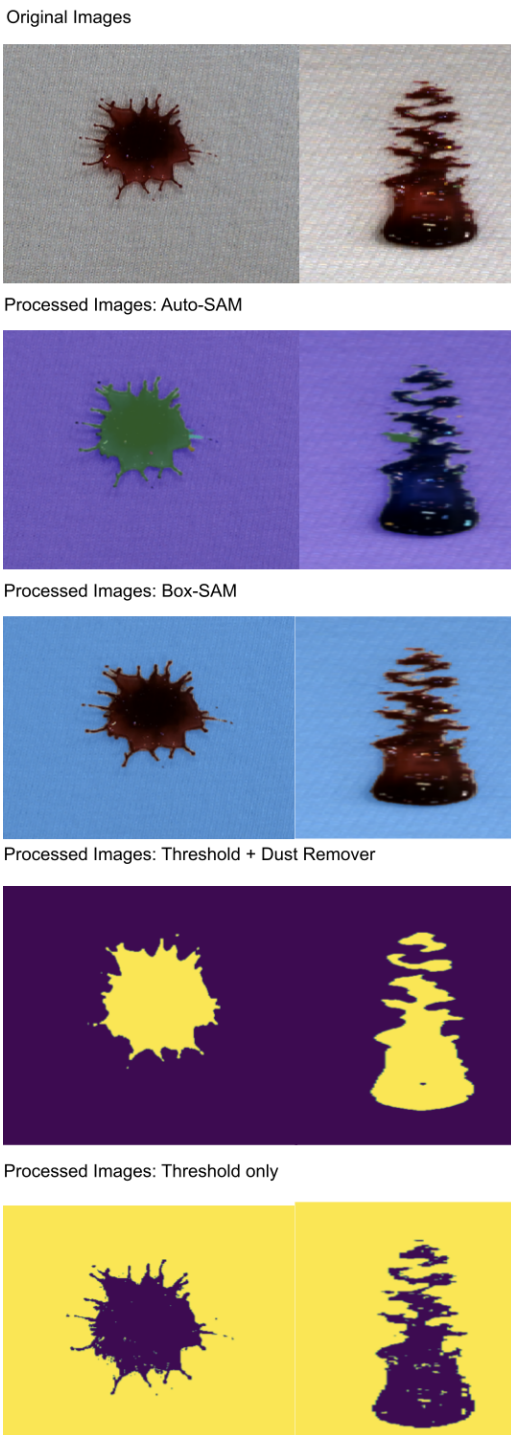 Original Images
Processed Images: Auto-SAM
Processed Images: Box-SAM
Processed Images: Threshold + Dust Remover
Processed Images: Threshold only